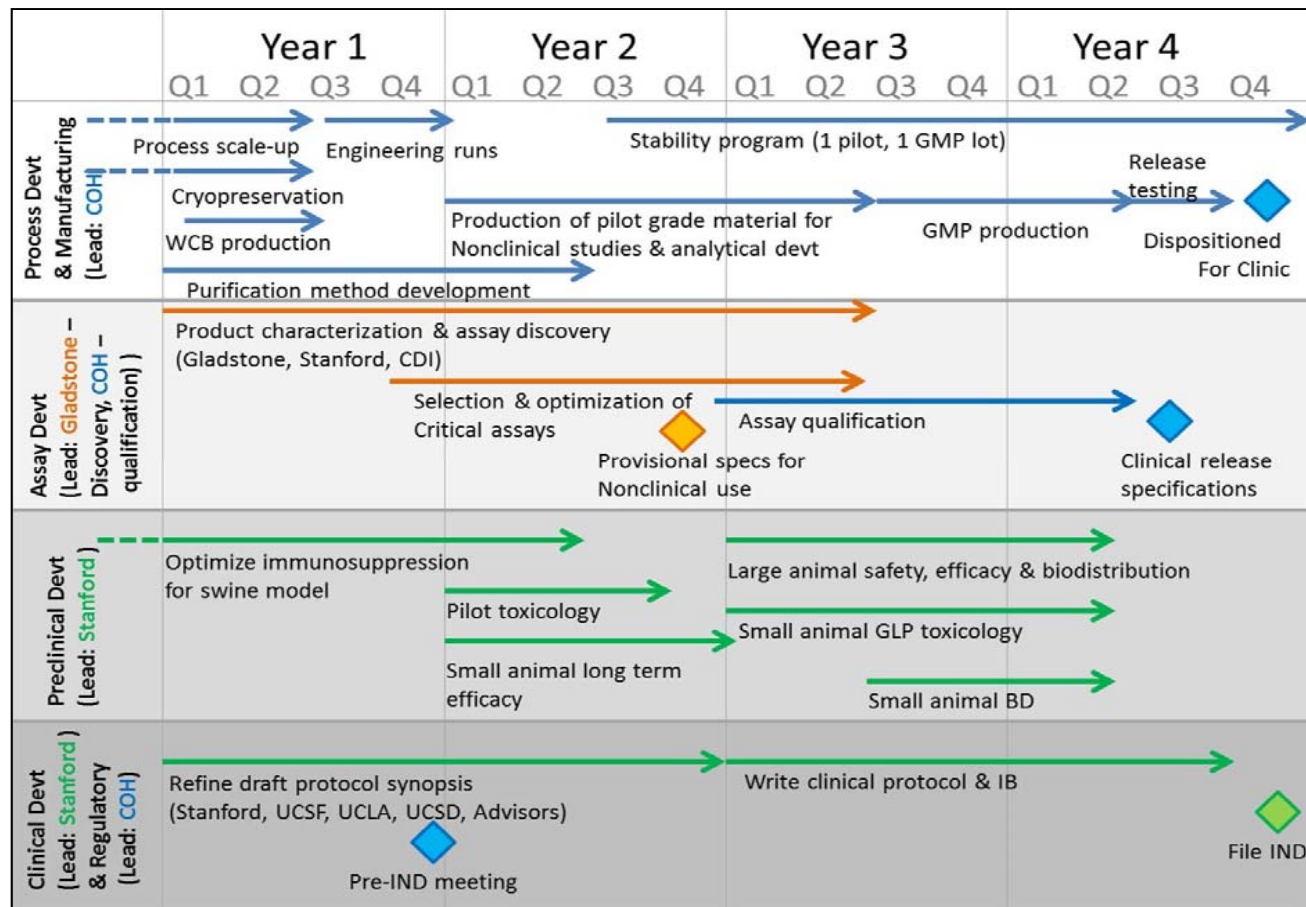 Year 1 Year 2 Year 3 Year 4
Q1 Q2 Q3 Q4 Q1 Q2 Q3 Q4 Q1 Q2 Q3 Q4 Q1 Q2 Q3 Q4
Process Devt
& Manufacturing
(Lead: COH)
Process scale-up
Engineering runs
Stability program (1 pilot, 1 GMP lot)
Release
testing
Cryopreservation
WCB production
Production of pilot grade material for
Nonclinical studies & analytical devt
GMP production
Dispositioned
For Clinic
Purification method development
Assay Devt
(Lead: Gladstone –
Discovery, COH –
qualification) )
Product characterization & assay discovery
(Gladstone, Stanford, CDI)
Selection & optimization of
Critical assays
Assay qualification
Provisional specs for
Nonclinical use
Clinical release
specifications
Preclinical Devt
(Lead: Stanford )
Optimize immunosuppression
for swine model
Large animal safety, efficacy & biodistribution
Pilot toxicology
Small animal GLP toxicology
Small animal long term
efficacy
Small animal BD
Clinical Devt
(Lead: Stanford )
& Regulatory
(Lead: COH)
Refine draft protocol synopsis
(Stanford, UCSF, UCLA, UCSD, Advisors)
Write clinical protocol & IB
Pre-IND meeting
File IND